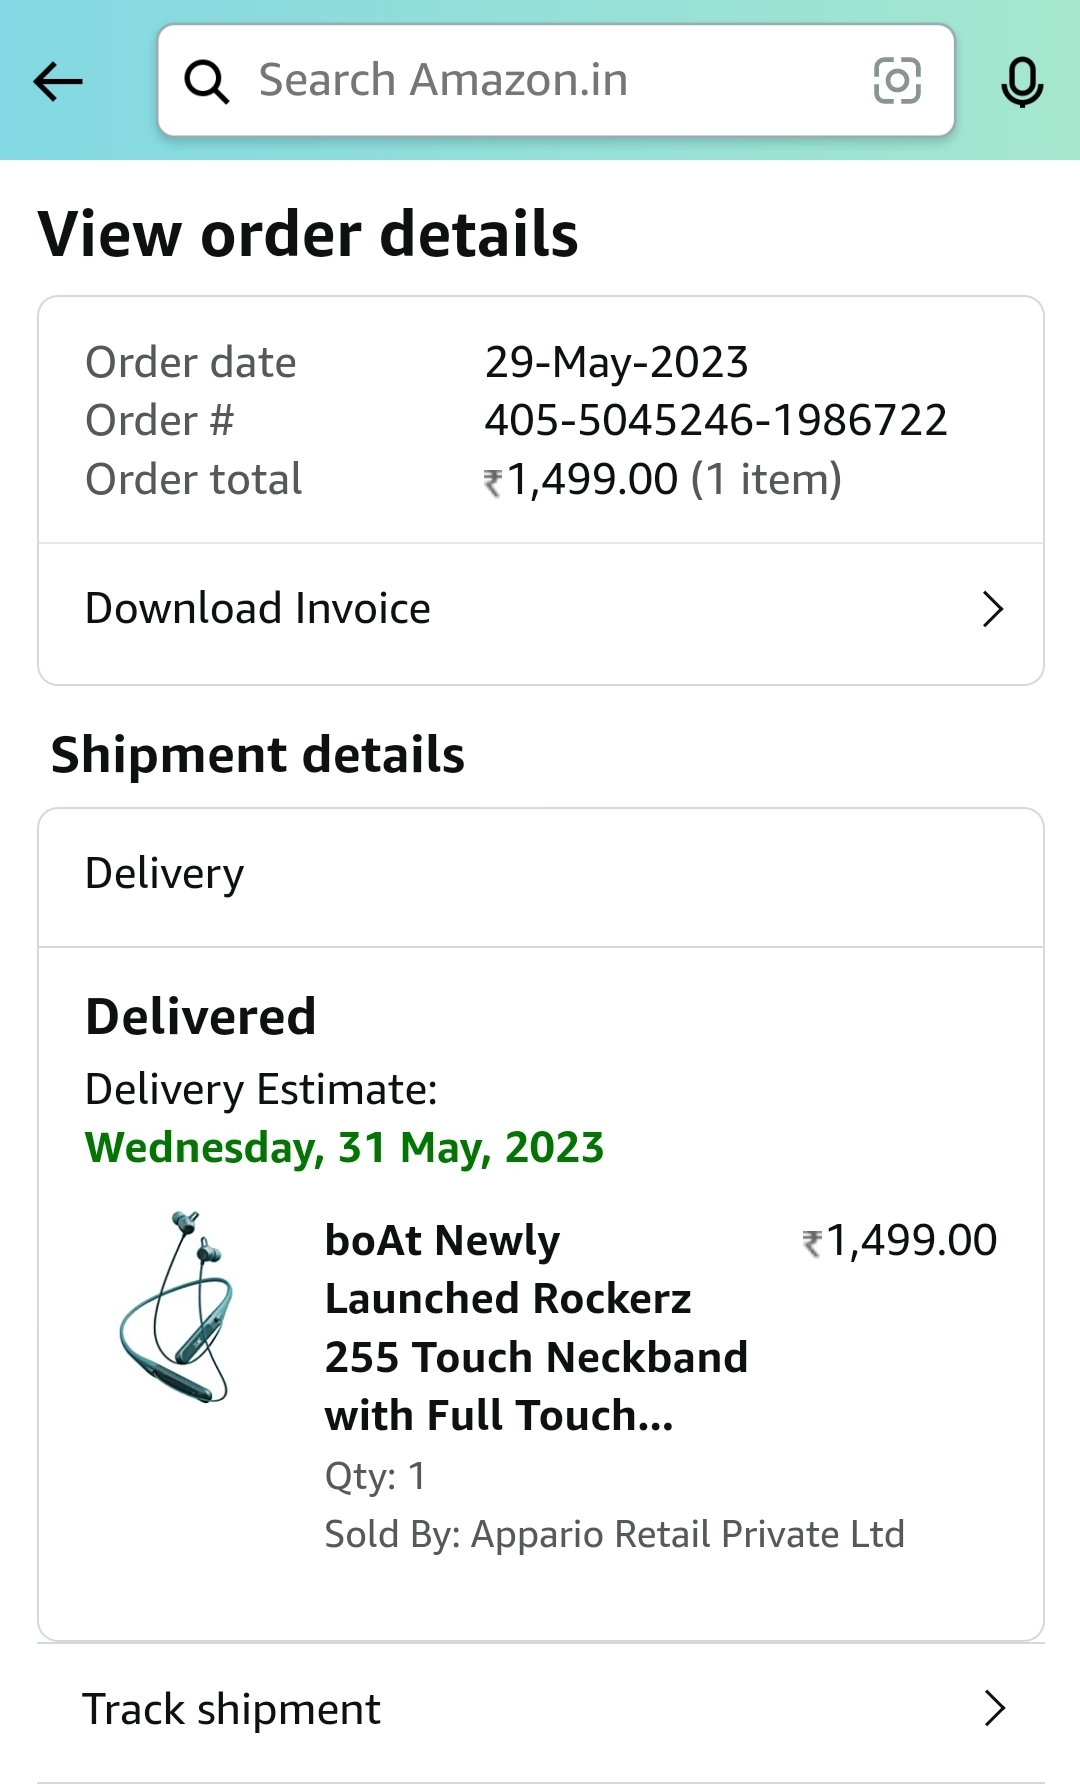 Search Amazon.in
View order details
Order date 29-May-2023
Order # 405-5045246-1986722
Order total ₹1,499.00 (1 item)
Download Invoice
Shipment details
Delivery
Delivered
Delivery Estimate:
Wednesday, 31 May, 2023
boAt Newly ₹1,499.00
Launched Rockerz
255 Touch Neckband
with Full Touch...
Qty: 1
Sold By: Appario Retail Private Ltd
Track shipment